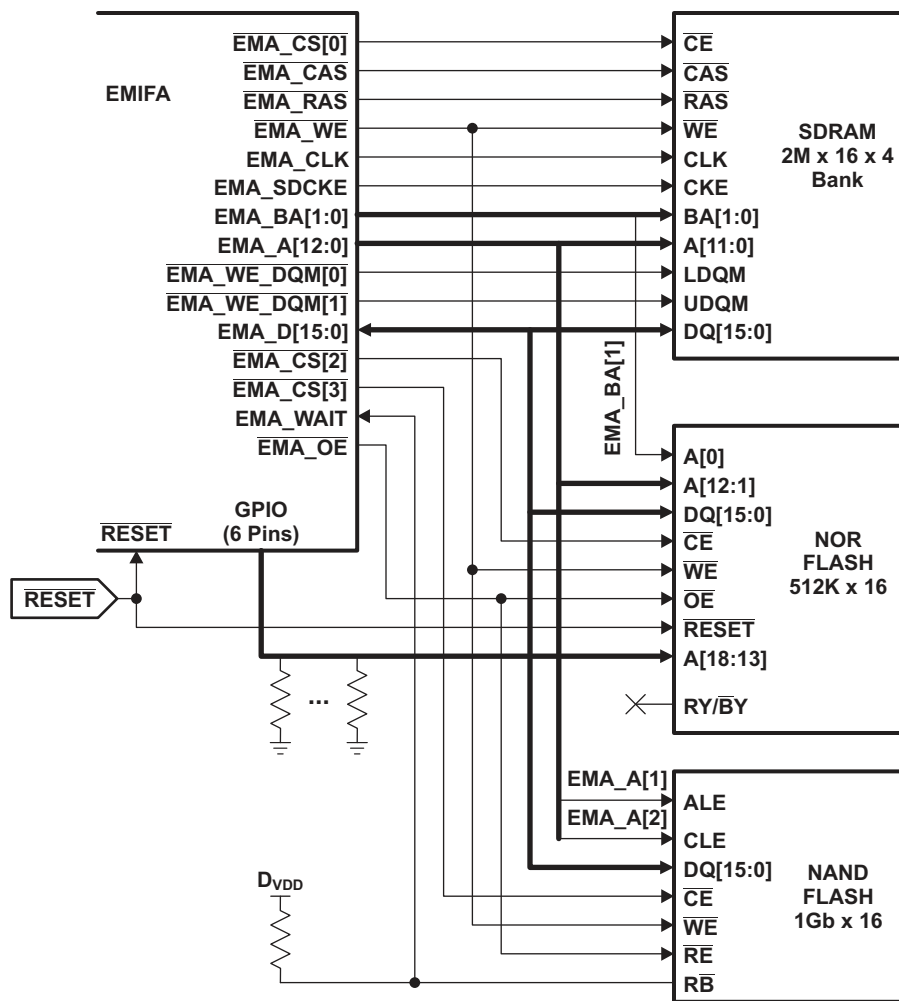 EMIFA
EMA_CS[0]
EMA_CAS
EMA_RAS
EMA_WE
EMA_CLK
EMA_SDCKE
EMA_BA[1:0]
EMA_A[12:0]
EMA_WE_DQM[0]
EMA_WE_DQM[1]
EMA_D[15:0]
EMA_CS[2]
EMA_CS[3]
EMA_WAIT
EMA_OE
GPIO
(6 Pins)
RESET
RESET
...
CE
CAS
RAS
WE
CLK
CKE
BA[1:0]
A[11:0]
LDQM
UDQM
DQ[15:0]
SDRAM
2M x 16 x 4
Bank
EMA_BA[1]
A[0]
A[12:1]
DQ[15:0]
CE
WE
OE
RESET
A[18:13]
RY/BY
NOR
FLASH
512K x 16
EMA_A[1]
EMA_A[2]
ALE
CLE
DQ[15:0]
CE
WE
RE
RB
NAND
FLASH
1Gb x 16
DVDD